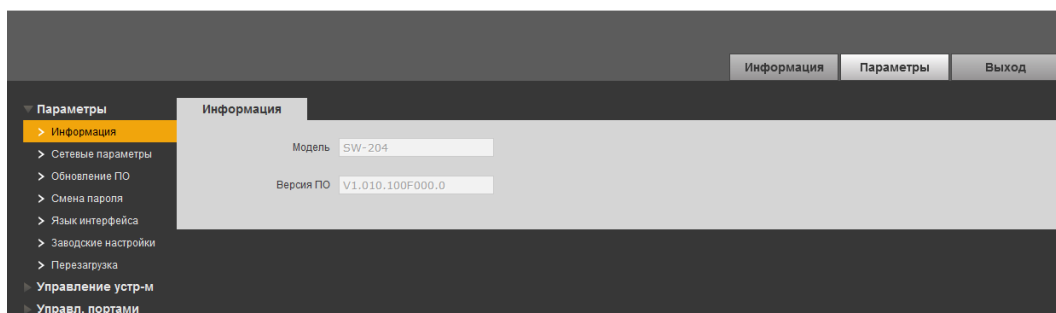 Информация Параметры Выход
Параметры
Информация
Сетевые параметры
Обновление ПО
Смена пароля
Язык интерфейса
Заводские настройки
Перезагрузка
Управление устр-м
Управл. портами
Информация
Модель SW-204
Версия ПО V1.010.100F000.0